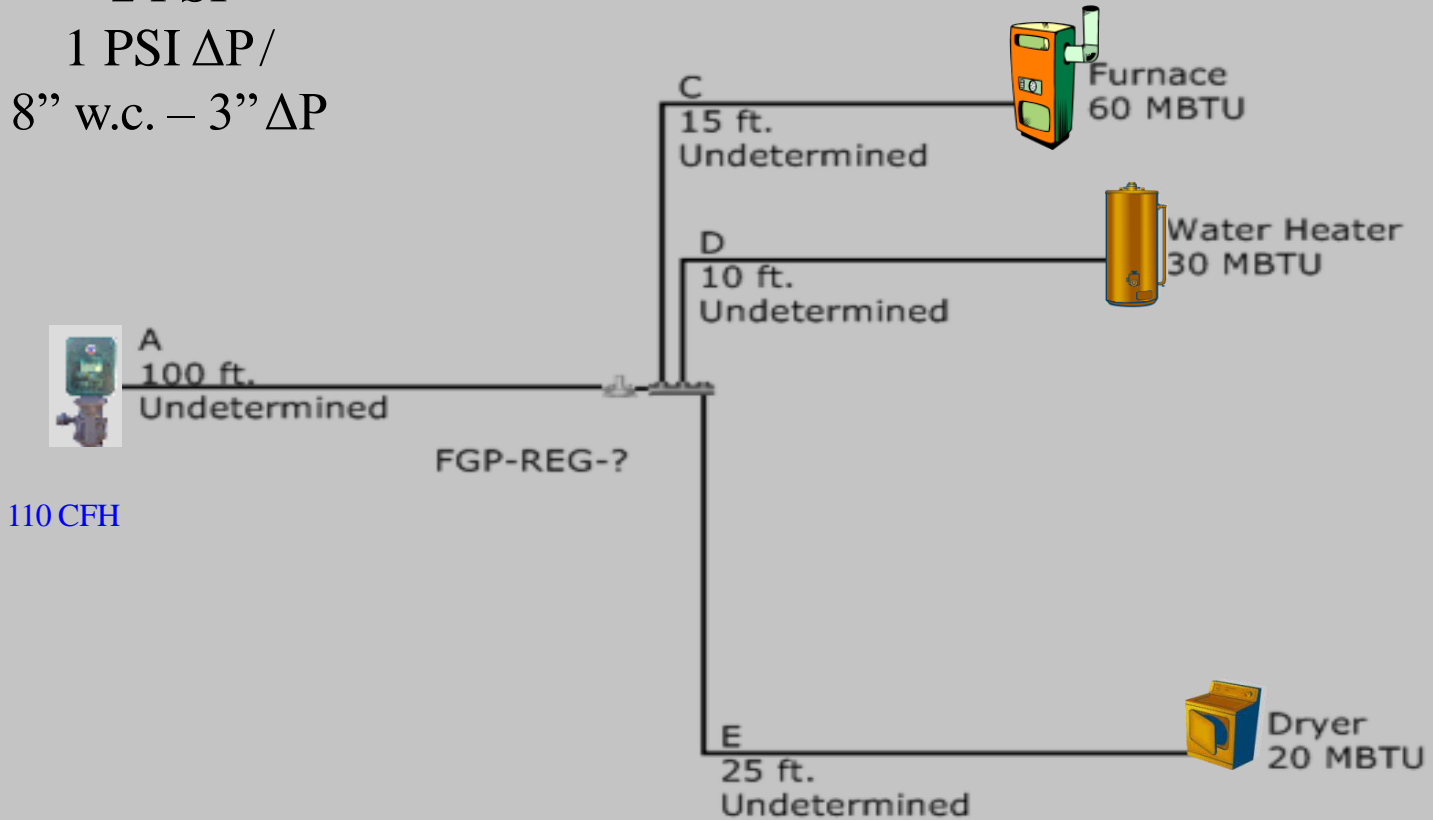 1 PSI ΔP/
8” w.c. – 3” ΔP
C
15 ft.
Undetermined
Furnace
60 MBTU
D
10 ft.
Undetermined
Water Heater
30 MBTU
A
100 ft.
Undetermined
FGP-REG-?
110 CFH
E
25 ft.
Undetermined
Dryer
20 MBTU